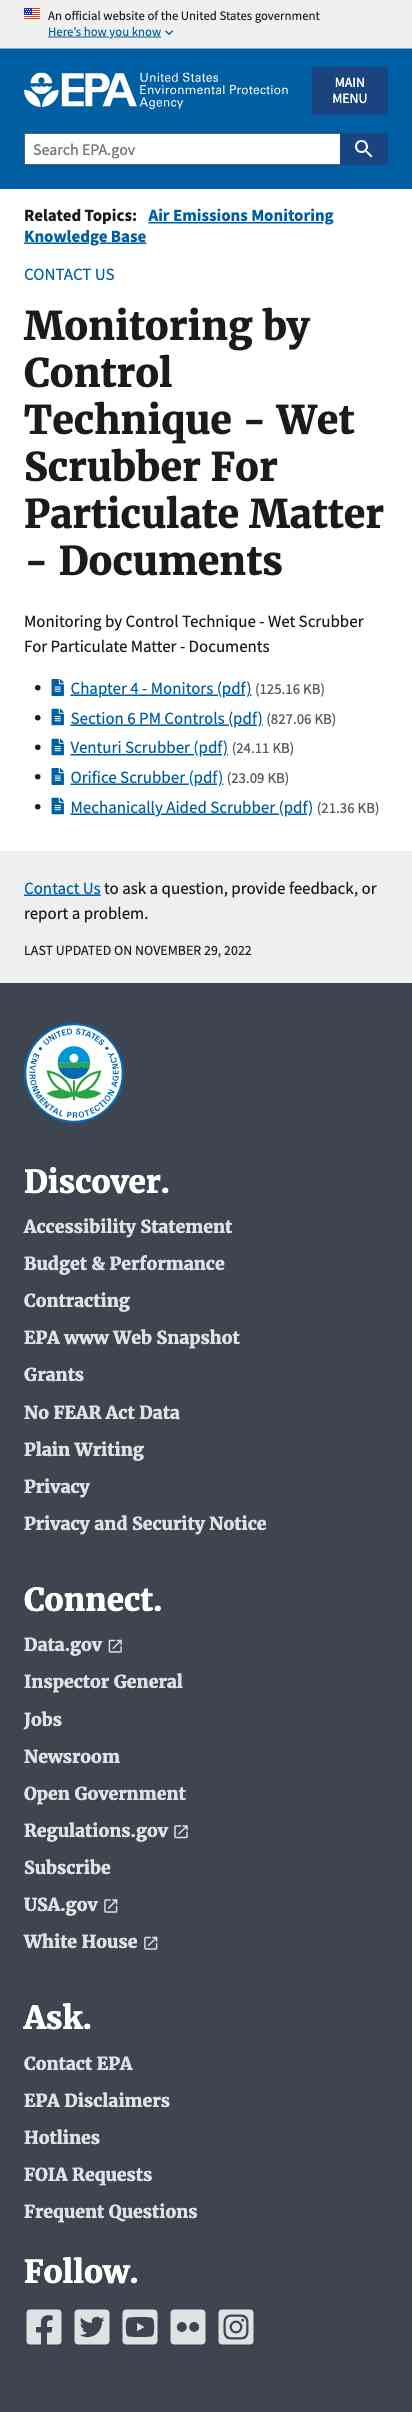 An official website of the United States government
Here's how you know
EPA United States
Environmental Protection
Agency
MAIN
MENU
Search EPA.gov
Related Topics: Air Emissions Monitoring
Knowledge Base
CONTACT US
Monitoring by
Control
Technique - Wet
Scrubber For
Particulate Matter
- Documents
Monitoring by Control Technique - Wet Scrubber
For Particulate Matter - Documents
• Chapter 4 - Monitors (pdf) (125.16 KB)
• Section 6 PM Controls (pdf) (827.06 KB)
• Venturi Scrubber (pdf) (24.11 KB)
• Orifice Scrubber (pdf) (23.09 KB)
• Mechanically Aided Scrubber (pdf) (21.36 KB)
Contact Us to ask a question, provide feedback, or
report a problem.
LAST UPDATED ON NOVEMBER 29, 2022
UNITED STATES
ENVIRONMENTAL PROTECTION AGENCY
Discover.
Accessibility Statement
Budget & Performance
Contracting
EPA www Web Snapshot
Grants
No FEAR Act Data
Plain Writing
Privacy
Privacy and Security Notice
Connect.
Data.gov
Inspector General
Jobs
Newsroom
Open Government
Regulations.gov
Subscribe
USA.gov
White House
Ask.
Contact EPA
EPA Disclaimers
Hotlines
FOIA Requests
Frequent Questions
Follow.